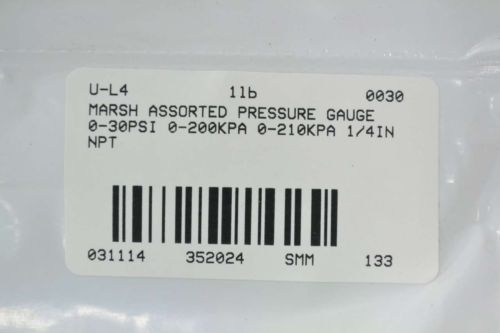 U-L4 1lb 0030
MARSH ASSORTED PRESSURE GAUGE
0-30PSI 0-200KPA 0-210KPA 1/4IN
NPT
031114 352024 SMM 133